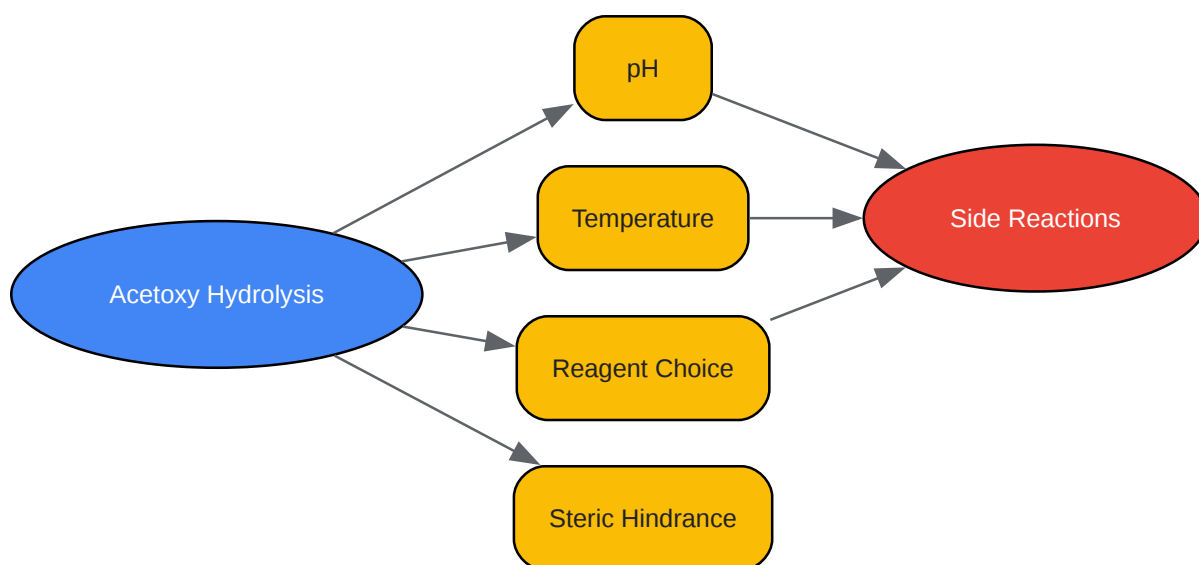 pH
Temperature
Side Reactions
Acetoxy Hydrolysis
Reagent Choice
Steric Hindrance